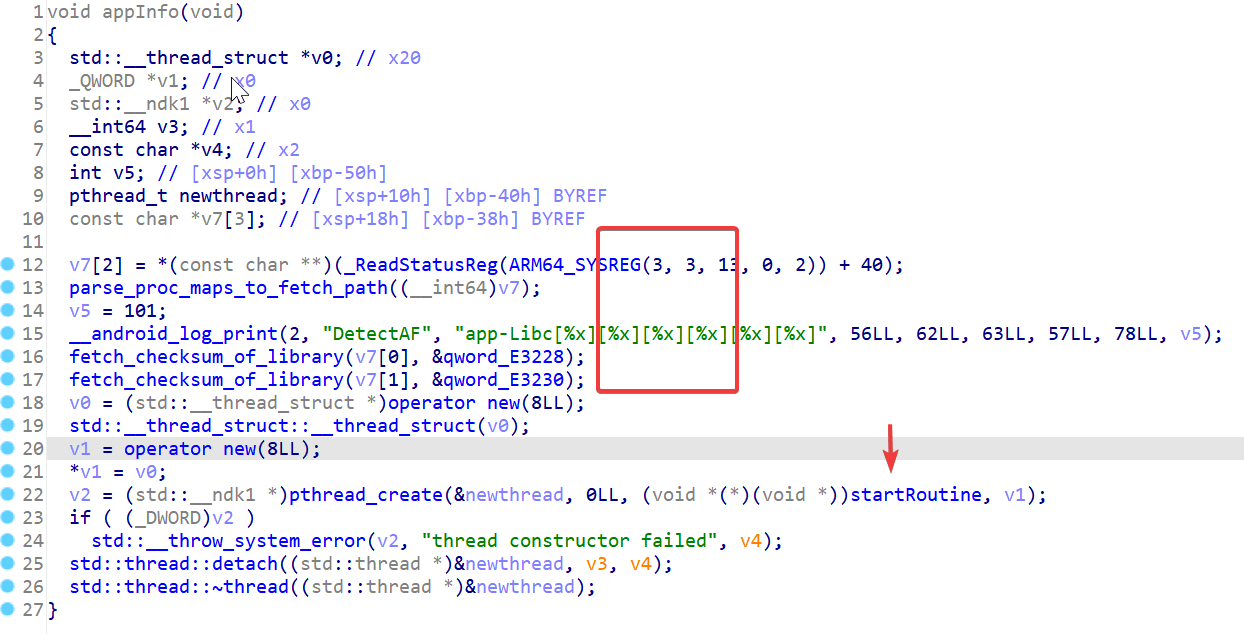 1 void appInfo(void)
2 {
3 std::__thread_struct *v0; // x20
4 _QWORD *v1; // x0
5 std::__ndk1 *v2; // x0
6 __int64 v3; // x1
7 const char *v4; // x2
8 int v5; // [xsp+0h] [xbp-50h]
9 pthread_t newthread; // [xsp+10h] [xbp-40h] BYREF
10 const char *v7[3]; // [xsp+18h] [xbp-38h] BYREF
11
12 v7[2] = *(const char **)(_ReadStatusReg(ARM64_SYSREG(3, 3, 13, 0, 2)) + 40);
13 parse_proc_maps_to_fetch_path((__int64)v7);
14 v5 = 101;
15 __android_log_print(2, "DetectAF", "app-Libc[%x][%x][%x][%x][%x][%x]", 56LL, 62LL, 63LL, 57LL, 78LL, v5);
16 fetch_checksum_of_library(v7[0], &qword_E3228);
17 fetch_checksum_of_library(v7[1], &qword_E3230);
18 v0 = (std::__thread_struct *)operator new(8LL);
19 std::__thread_struct::__thread_struct(v0);
20 v1 = operator new(8LL);
21 *v1 = v0;
22 v2 = (std::__ndk1 *)pthread_create(&newthread, 0LL, (void *(*)(void *))startRoutine, v1);
23 if ( (_DWORD)v2 )
24 std::__throw_system_error(v2, "thread constructor failed", v4);
25 std::thread::detach((std::thread *)&newthread, v3, v4);
26 std::thread::~thread((std::thread *)&newthread);
27 }